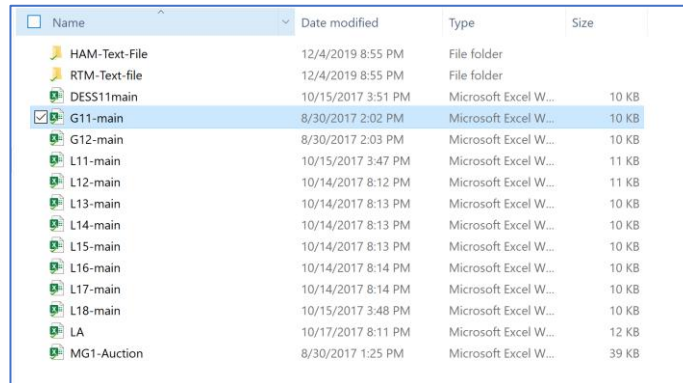 Name Date modified Type Size
HAM-Text-File 12/4/2019 8:55 PM File folder
RTM-Text-file 12/4/2019 8:55 PM File folder
DESS11main 10/15/2017 3:51 PM Microsoft Excel W... 10 KB
G11-main 8/30/2017 2:02 PM Microsoft Excel W... 10 KB
G12-main 8/30/2017 2:03 PM Microsoft Excel W... 10 KB
L11-main 10/15/2017 3:47 PM Microsoft Excel W... 11 KB
L12-main 10/14/2017 8:12 PM Microsoft Excel W... 11 KB
L13-main 10/14/2017 8:13 PM Microsoft Excel W... 10 KB
L14-main 10/14/2017 8:13 PM Microsoft Excel W... 10 KB
L15-main 10/14/2017 8:13 PM Microsoft Excel W... 10 KB
L16-main 10/14/2017 8:14 PM Microsoft Excel W... 10 KB
L17-main 10/14/2017 8:14 PM Microsoft Excel W... 10 KB
L18-main 10/15/2017 3:48 PM Microsoft Excel W... 10 KB
LA 10/17/2017 8:11 PM Microsoft Excel W... 12 KB
MG1-Auction 8/30/2017 1:25 PM Microsoft Excel W... 39 KB